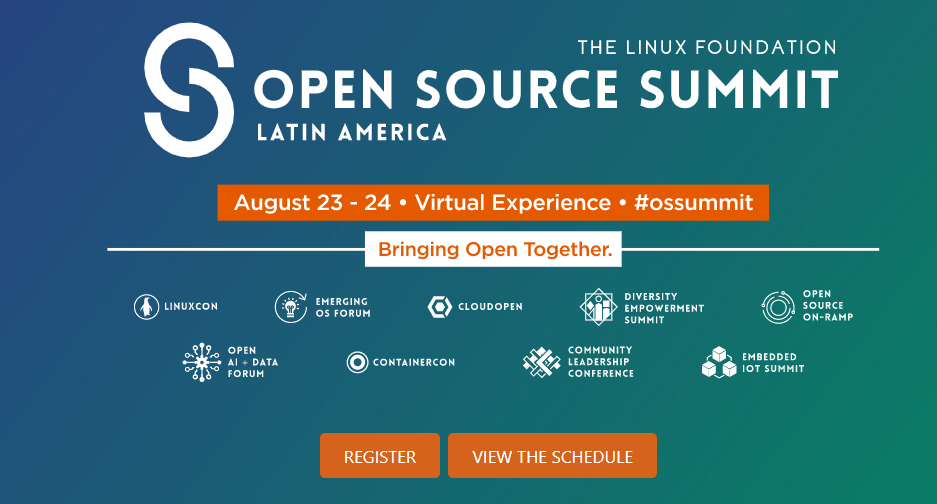 THE LINUX FOUNDATION
OPEN SOURCE SUMMIT
LATIN AMERICA
August 23 - 24 • Virtual Experience • #ossummit
Bringing Open Together.
LINUXCON
EMERGING
OS FORUM
CLOUDOPEN
DIVERSITY
EMPOWERMENT
SUMMIT
OPEN
SOURCE
ON-RAMP
OPEN
AI + DATA
FORUM
CONTAINERCON
COMMUNITY
LEADERSHIP
CONFERENCE
EMBEDDED
IOT SUMMIT
REGISTER
VIEW THE SCHEDULE